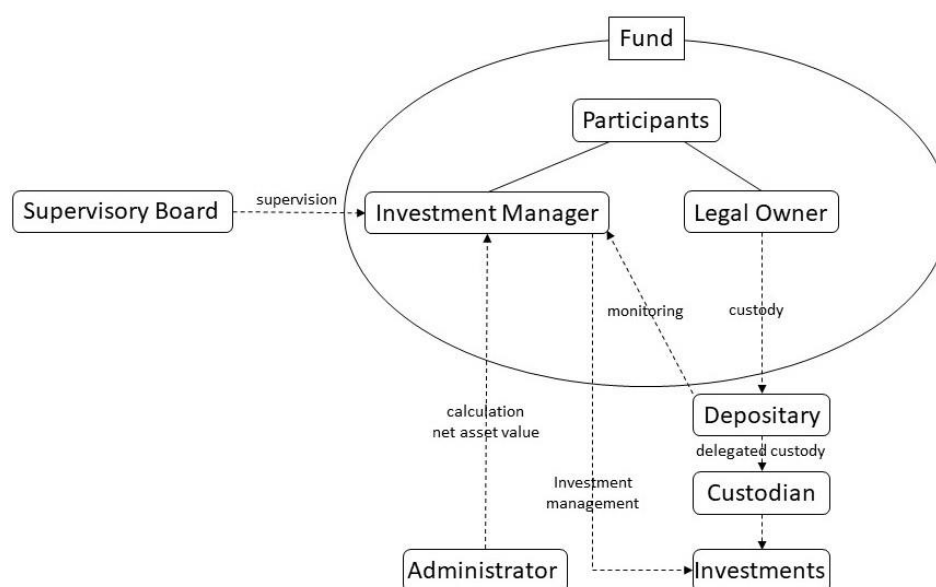 Fund
Participants
Supervisory Board
supervision
Investment Manager
Legal Owner
monitoring
custody
calculation
net asset value
Depositary
delegated custody
Investment
management
Custodian
Administrator
Investments